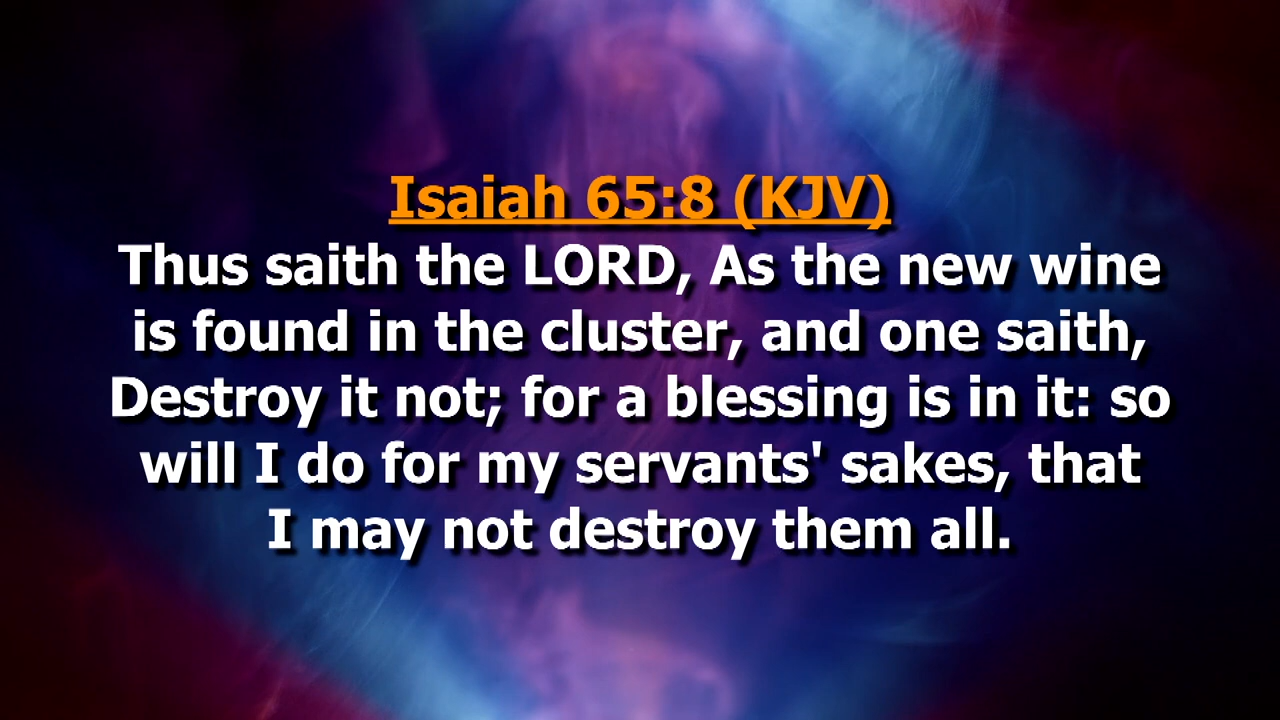 Isaiah 65:8 (KJV)
Thus saith the LORD, As the new wine
is found in the cluster, and one saith,
Destroy it not; for a blessing is in it: so
will I do for my servants' sakes, that
I may not destroy them all.